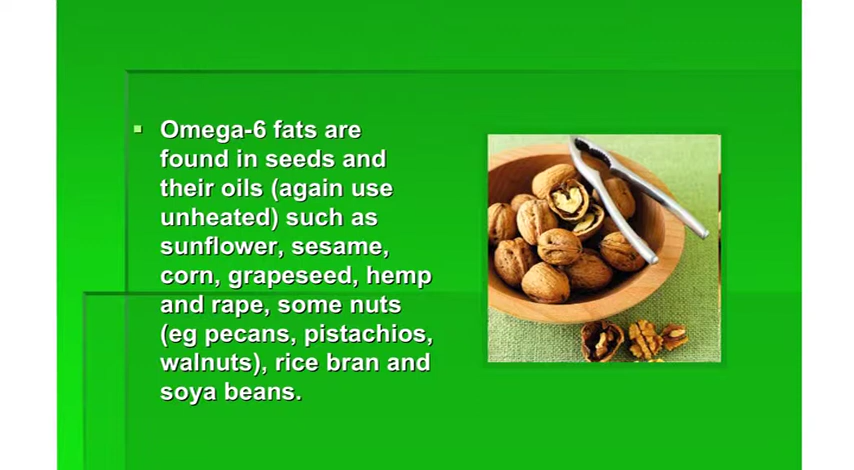 Omega-6 fats are
found in seeds and
their oils (again use
unheated) such as
sunflower, sesame,
corn, grapeseed, hemp
and rape, some nuts
(eg pecans, pistachios,
walnuts), rice bran and
soya beans.